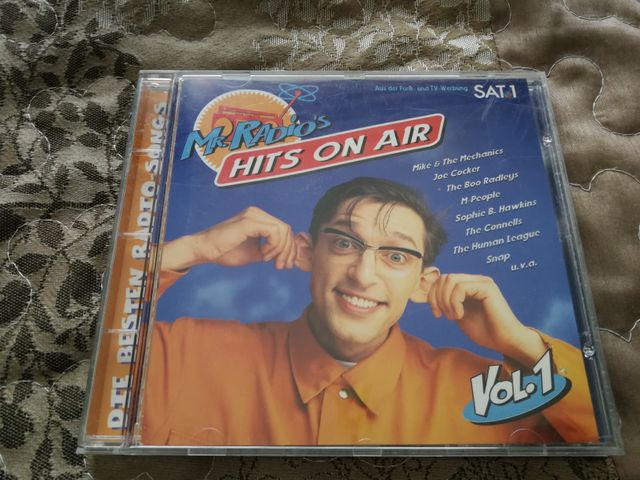 Aus der Funk- und TV-Werbung SAT.1
MR. RADIO'S
HITS ON AIR
Mike & The Mechanics
Joe Cocker
The Boo Radleys
M-People
Sophie B. Hawkins
The Connells
The Human League
Snap
u.v.a.
VOL.1
DIE BESTEN RADIO-SONGS